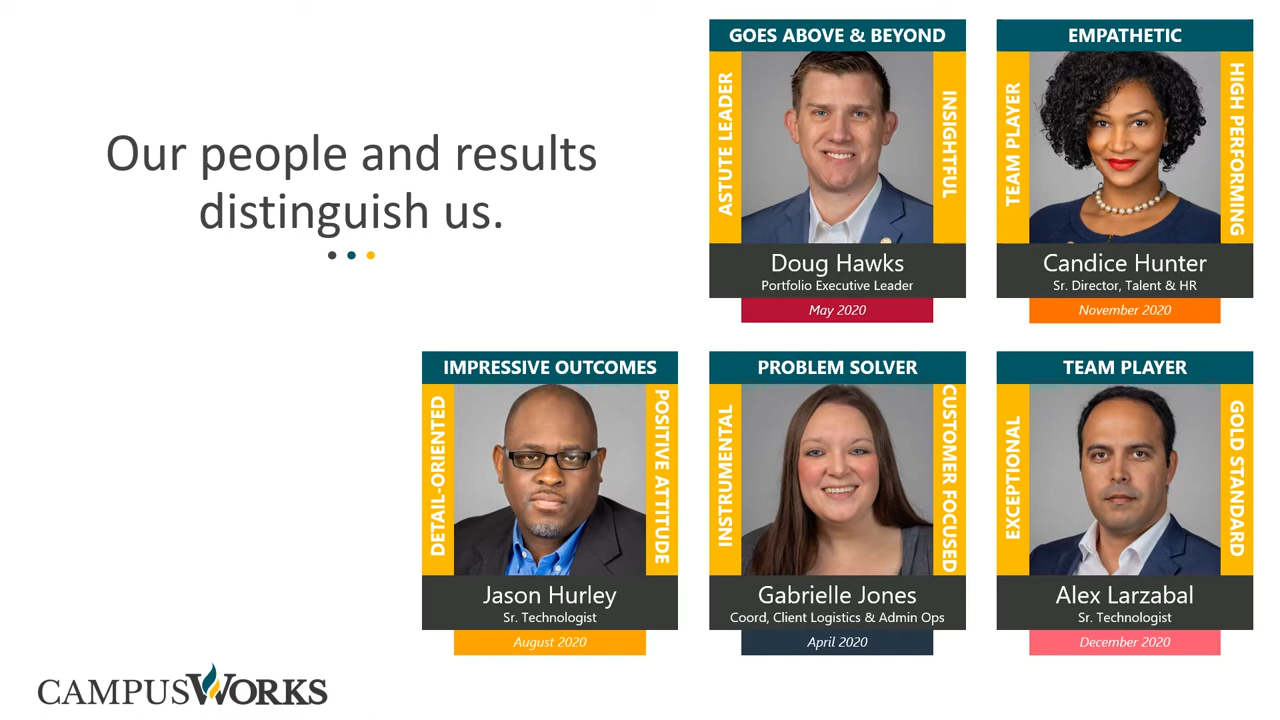 Our people and results
distinguish us.
GOES ABOVE & BEYOND
ASTUTE LEADER
INSIGHTFUL
Doug Hawks
Portfolio Executive Leader
May 2020
EMPATHETIC
TEAM PLAYER
HIGH PERFORMING
Candice Hunter
Sr. Director, Talent & HR
November 2020
IMPRESSIVE OUTCOMES
DETAIL-ORIENTED
POSITIVE ATTITUDE
Jason Hurley
Sr. Technologist
August 2020
PROBLEM SOLVER
INSTRUMENTAL
CUSTOMER FOCUSED
Gabrielle Jones
Coord, Client Logistics & Admin Ops
April 2020
TEAM PLAYER
EXCEPTIONAL
GOLD STANDARD
Alex Larzabal
Sr. Technologist
December 2020
CAMPUSWORKS